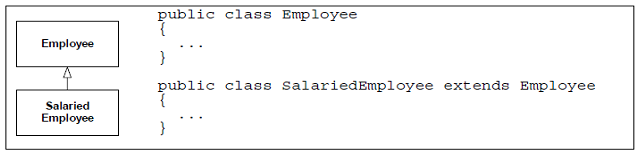 Employee
Salaried
Employee
public class Employee
{
...
}
public class SalariedEmployee extends Employee
{
...
}